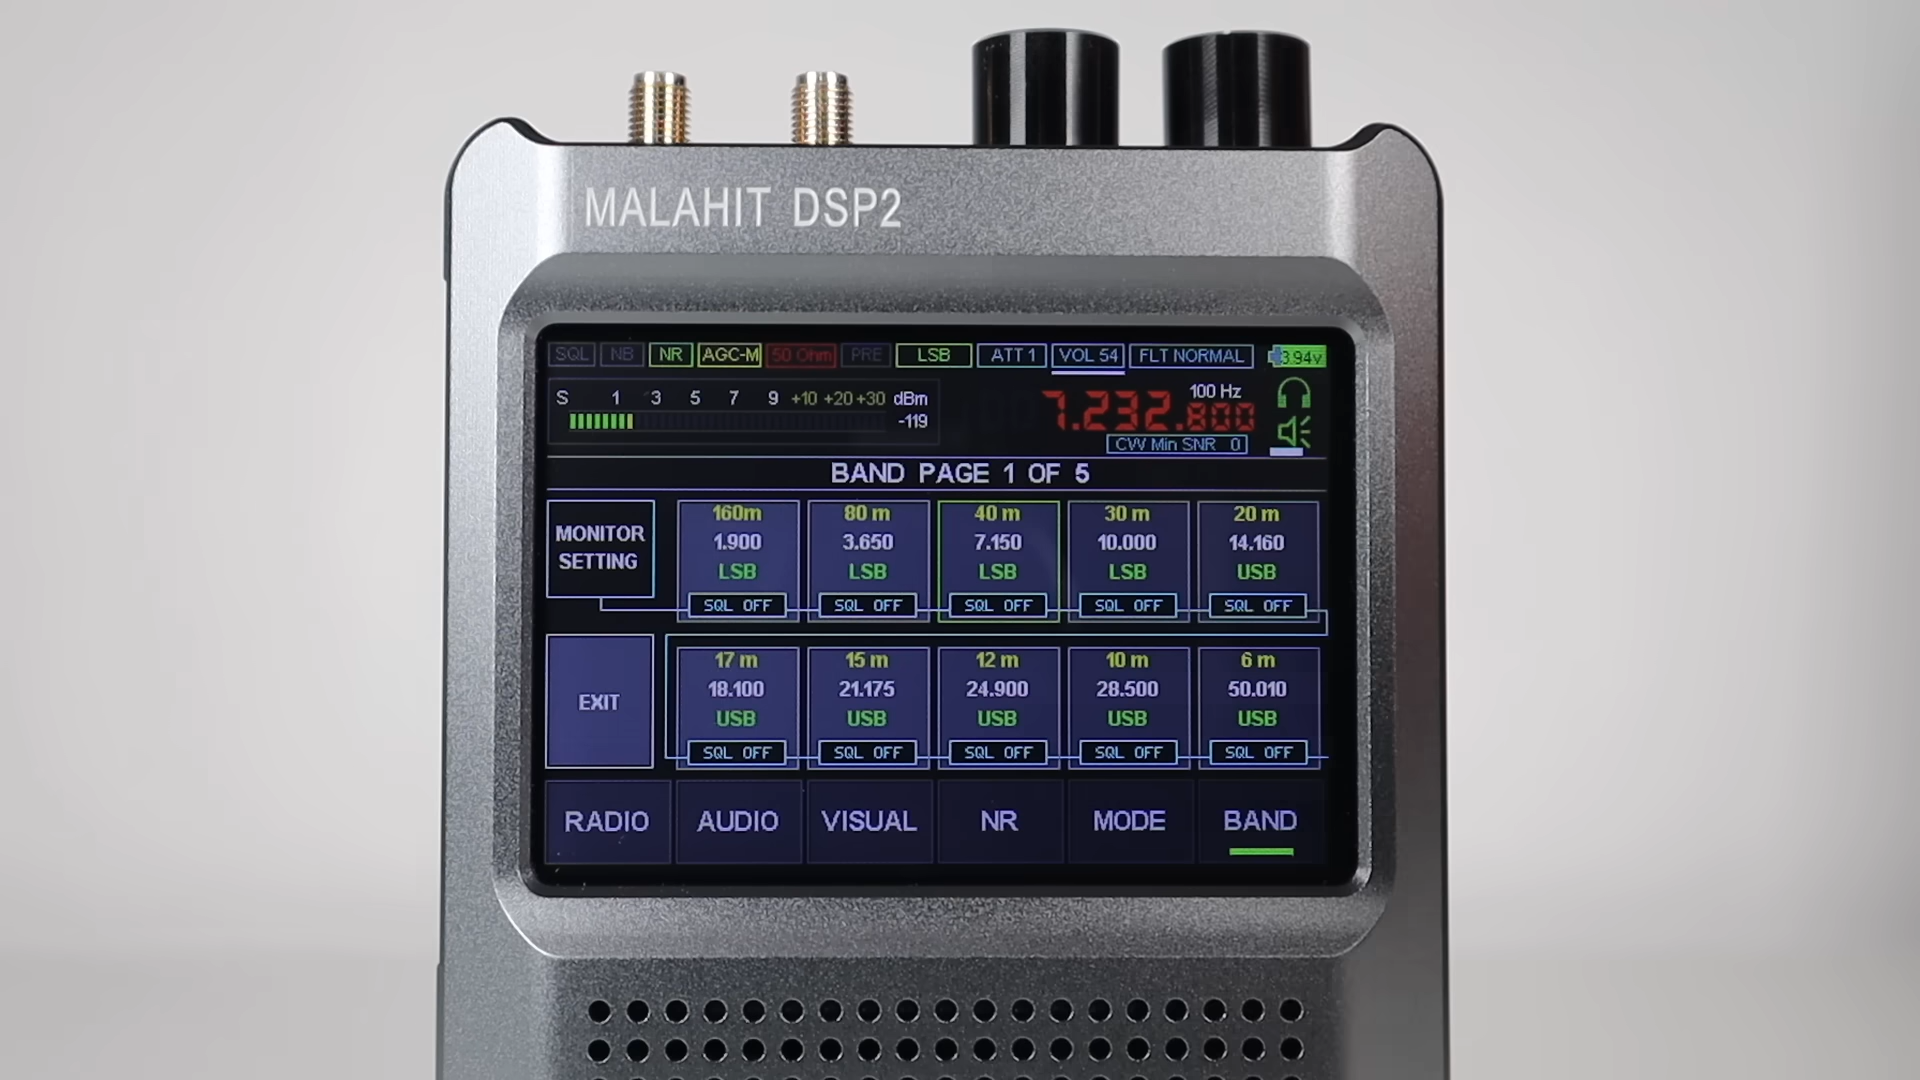 MALAHIT DSP2
SQL NB NR AGC-M 50 Ohm PRE LSB ATT 1 VOL 54 FLT NORMAL 3.94v
S 1 3 5 7 9 +10 +20 +30 dBm
-119
100 Hz
7.232.800
CW Min SNR 0
BAND PAGE 1 OF 5
MONITOR SETTING
160m 80 m 40 m 30 m 20 m
1.900 3.650 7.150 10.000 14.160
LSB LSB LSB LSB USB
SQL OFF SQL OFF SQL OFF SQL OFF SQL OFF
EXIT
17 m 15 m 12 m 10 m 6 m
18.100 21.175 24.900 28.500 50.010
USB USB USB USB USB
SQL OFF SQL OFF SQL OFF SQL OFF SQL OFF
RADIO AUDIO VISUAL NR MODE BAND